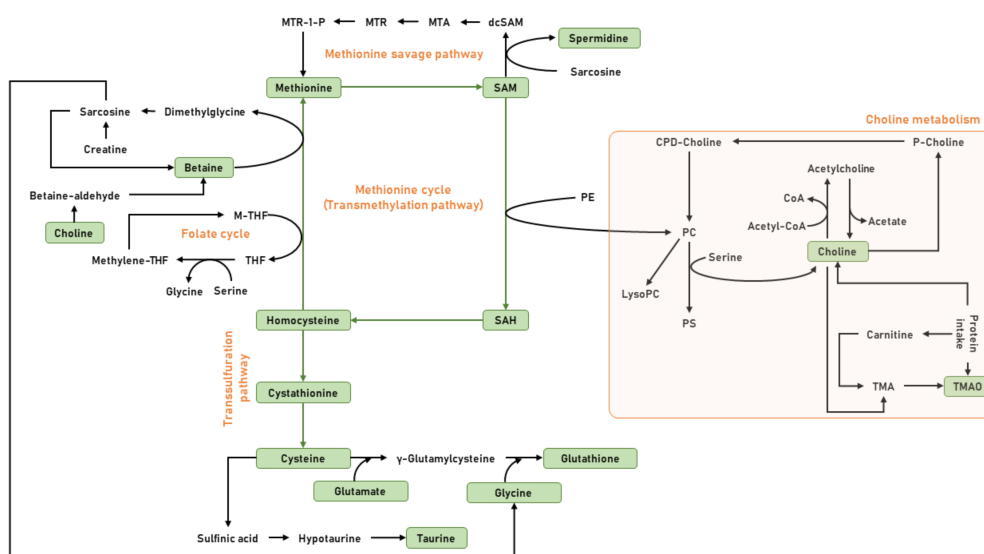 MTR-1-P
MTR
MTA
dcSAM
Spermidine
Methionine savage pathway
Sarcosine
Methionine
SAM
Choline metabolism
Sarcosine
Dimethylglycine
CPD-Choline
P-Choline
Creatine
Acetylcholine
Betaine
Methionine cycle
(Transmethylation pathway)
PE
CoA
Betaine-aldehyde
Acetyl-CoA
Acetate
M-THF
Choline
Folate cycle
PC
Choline
Methylene-THF
THF
Serine
Glycine
Serine
LysoPC
Homocysteine
SAH
PS
Protein
intake
Carnitine
Transsulfuration
pathway
Cystathionine
TMA
TMAO
Cysteine
γ-Glutamylcysteine
Glutathione
Glutamate
Glycine
Sulfinic acid
Hypotaurine
Taurine